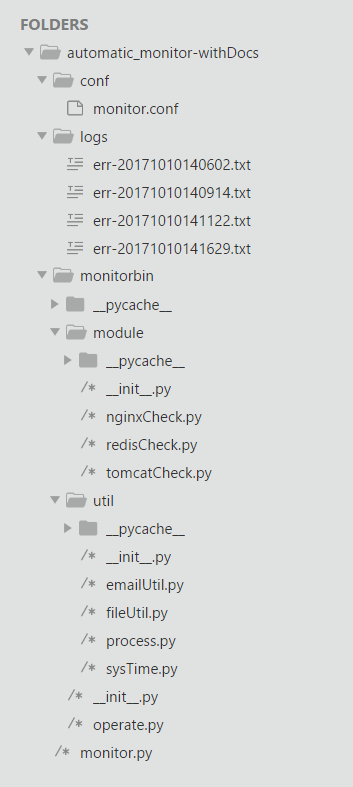 FOLDERS
automatic_monitor-withDocs
conf
monitor.conf
logs
err-20171010140602.txt
err-20171010140914.txt
err-20171010141122.txt
err-20171010141629.txt
monitorbin
__pycache__
module
__pycache__
/* __init__.py
/* nginxCheck.py
/* redisCheck.py
/* tomcatCheck.py
util
__pycache__
/* __init__.py
/* emailUtil.py
/* fileUtil.py
/* process.py
/* sysTime.py
/* __init__.py
/* operate.py
/* monitor.py